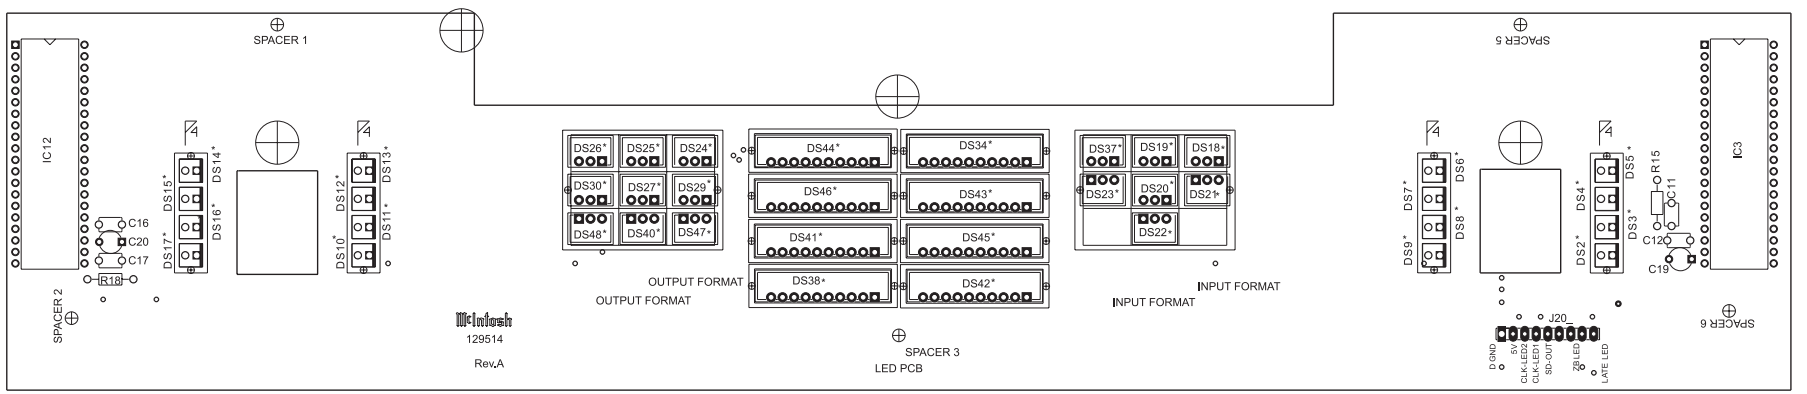 SPACER 1
SPACER 5
IC12
IC3
DS14*
DS13*
DS15*
DS12*
DS16*
DS11*
DS17*
DS10*
C16
C20
C17
R18
SPACER 2
DS26*
DS25*
DS24*
DS30*
DS27*
DS29*
DS48*
DS40*
DS47*
OUTPUT FORMAT
OUTPUT FORMAT
DS44*
DS34*
DS46*
DS43*
DS41*
DS45*
DS38*
DS42*
DS37*
DS19*
DS18*
DS23*
DS20*
DS21*
DS22*
INPUT FORMAT
INPUT FORMAT
DS6*
DS5*
DS7*
DS4*
DS8*
DS3*
DS9*
DS2*
R15
C11
C12
C19
SPACER 6
McIntosh
129514
Rev.A
SPACER 3
LED PCB
J20
D GND
5V
CLK-LED2
CLK-LED1
SD-OUT
ZB LED
LATE LED